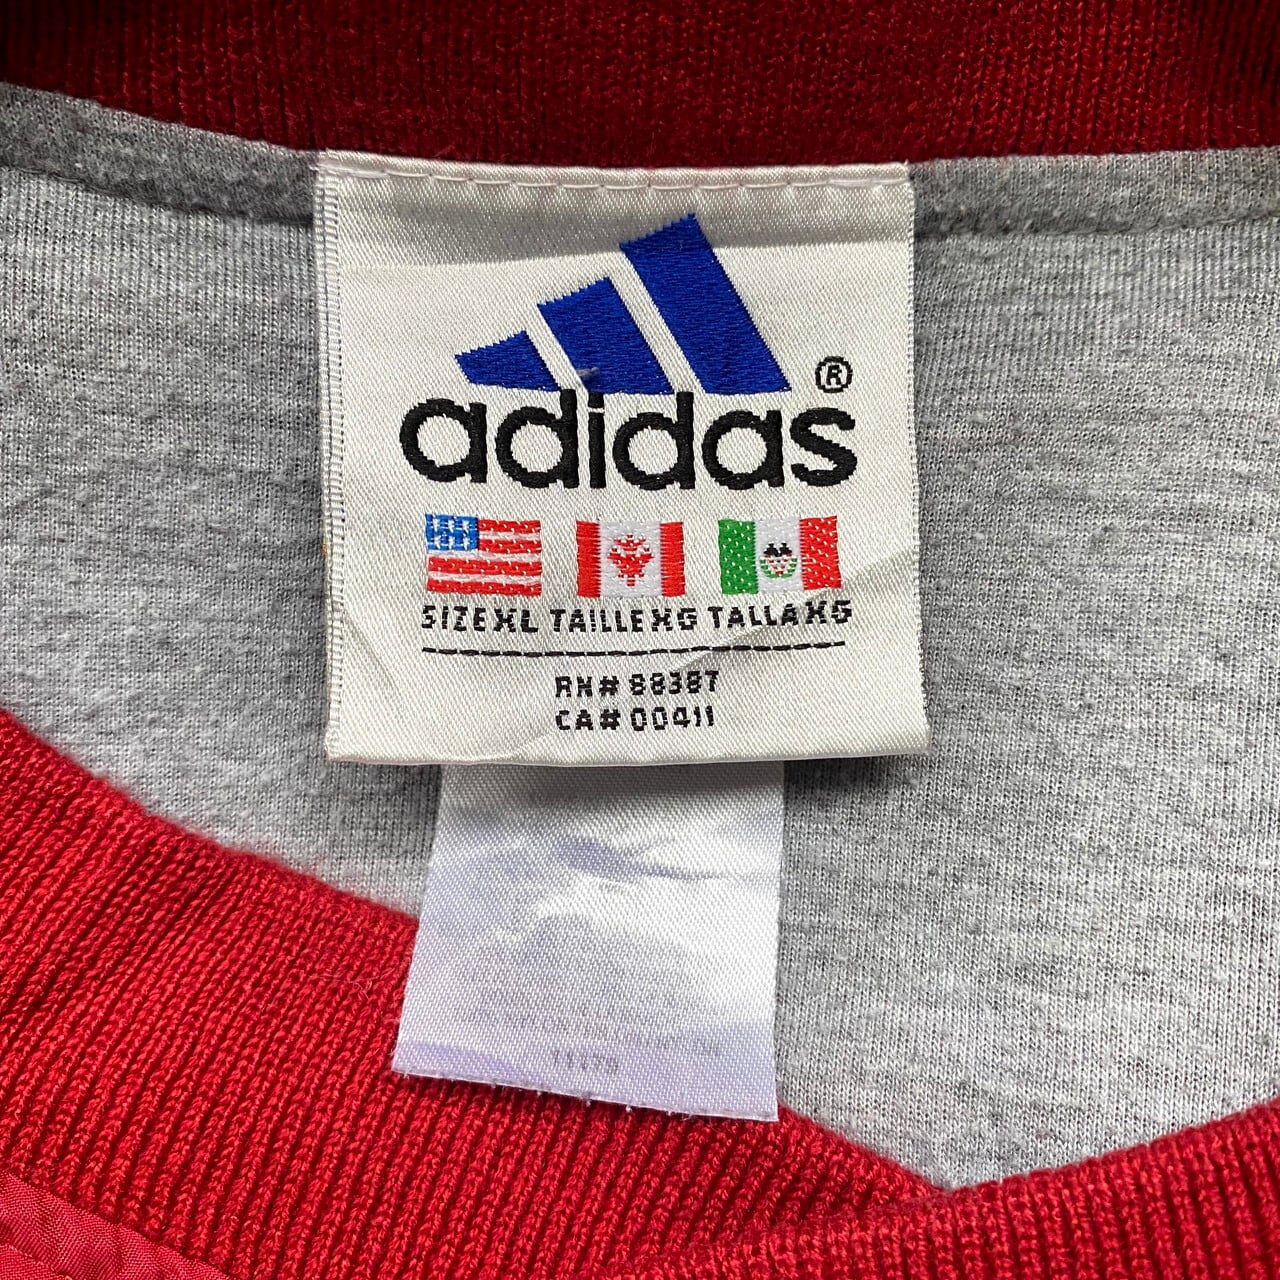 adidas®
SIZE XL TAILLE XG TALLA XG
RN# 88387
CA# 00411